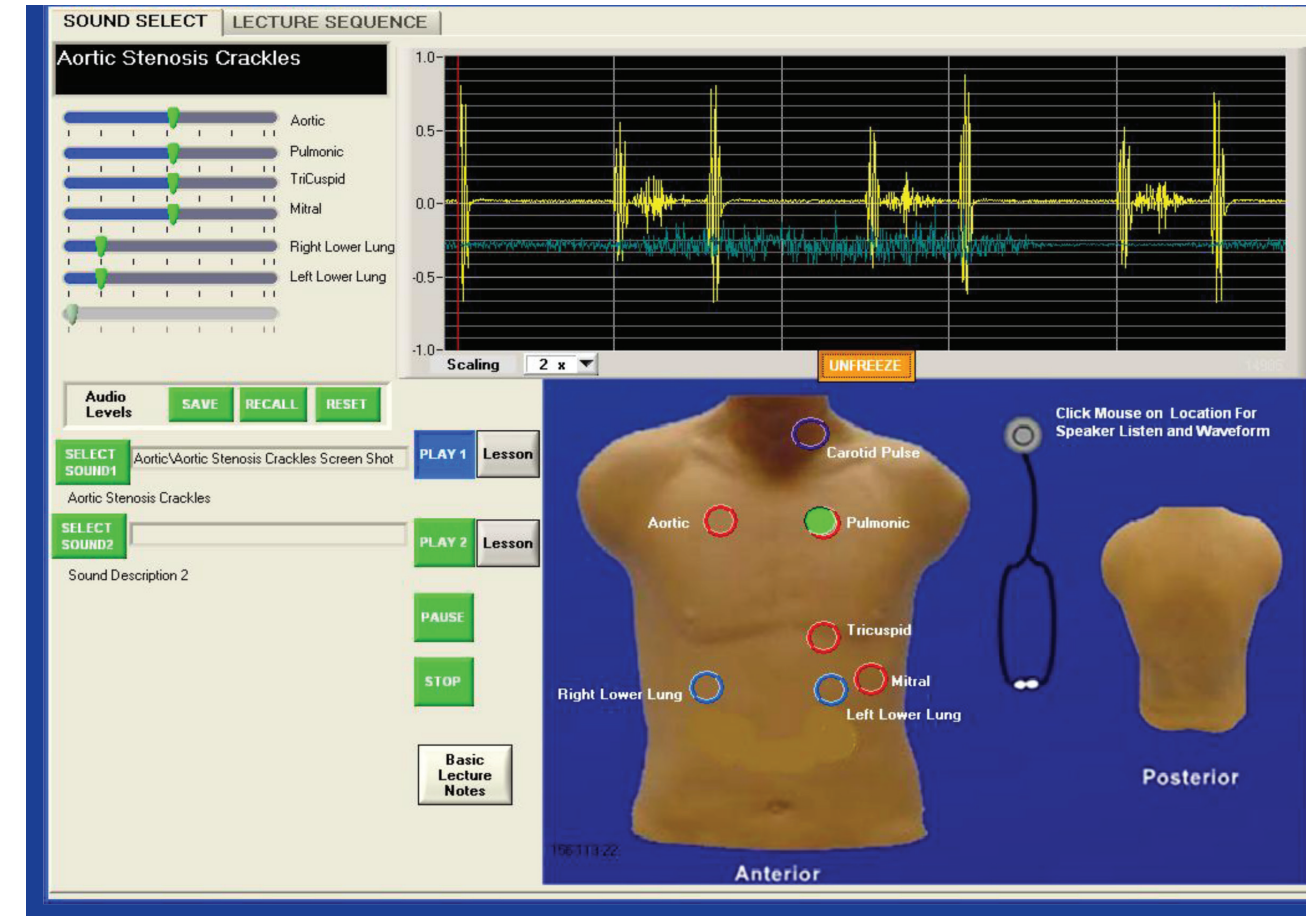 SOUND SELECT
LECTURE SEQUENCE
Aortic Stenosis Crackles
Aortic
Pulmonic
TriCuspid
Mitral
Right Lower Lung
Left Lower Lung
1.0
0.5
0.0
-0.5
-1.0
Scaling
2 x
UNFREEZE
14985
Audio
Levels
SAVE
RECALL
RESET
SELECT
SOUND1
Aortic\Aortic Stenosis Crackles Screen Shot
Aortic Stenosis Crackles
PLAY 1
Lesson
SELECT
SOUND2
Sound Description 2
PLAY 2
Lesson
PAUSE
STOP
Basic
Lecture
Notes
Click Mouse on Location For
Speaker Listen and Waveform
Carotid Pulse
Aortic
Pulmonic
Tricuspid
Mitral
Right Lower Lung
Left Lower Lung
Posterior
Anterior